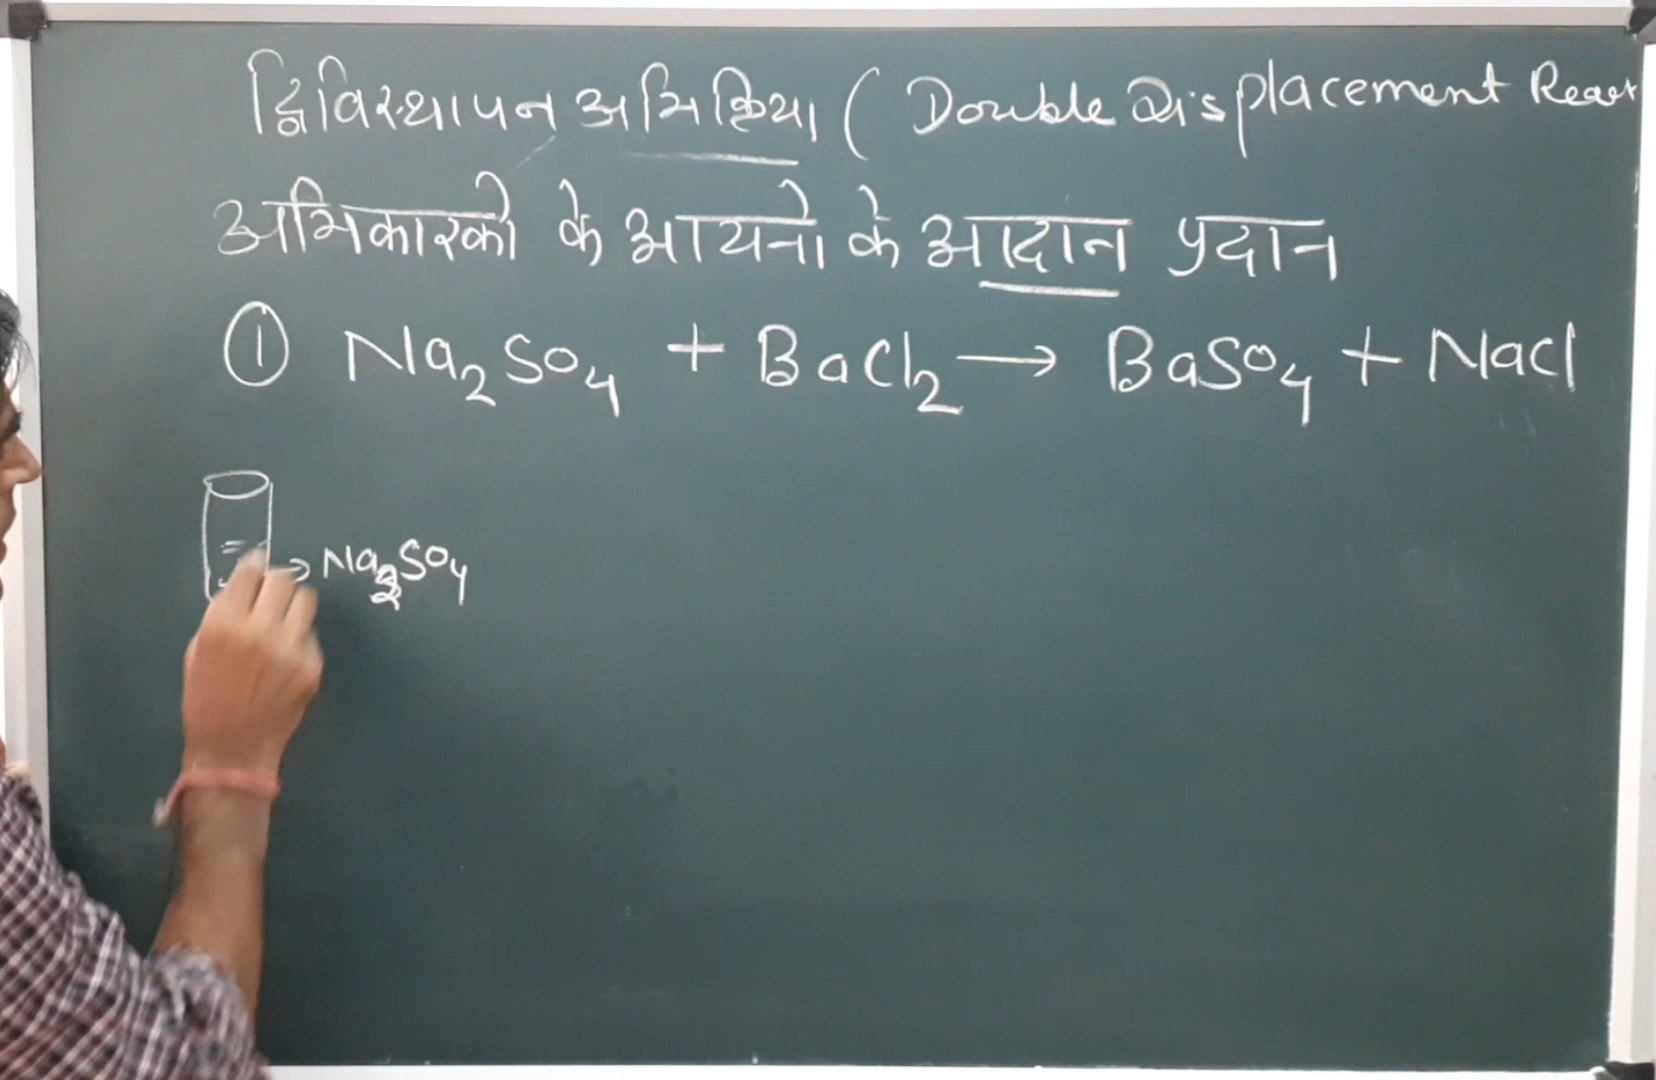 द्विविस्थापन अभिक्रिया ( Double Displacement React
अभिकारको के आयनो के आदान प्रदान
① Na₂SO₄ + BaCl₂ → BaSO₄ + NaCl
→ Na₂SO₄